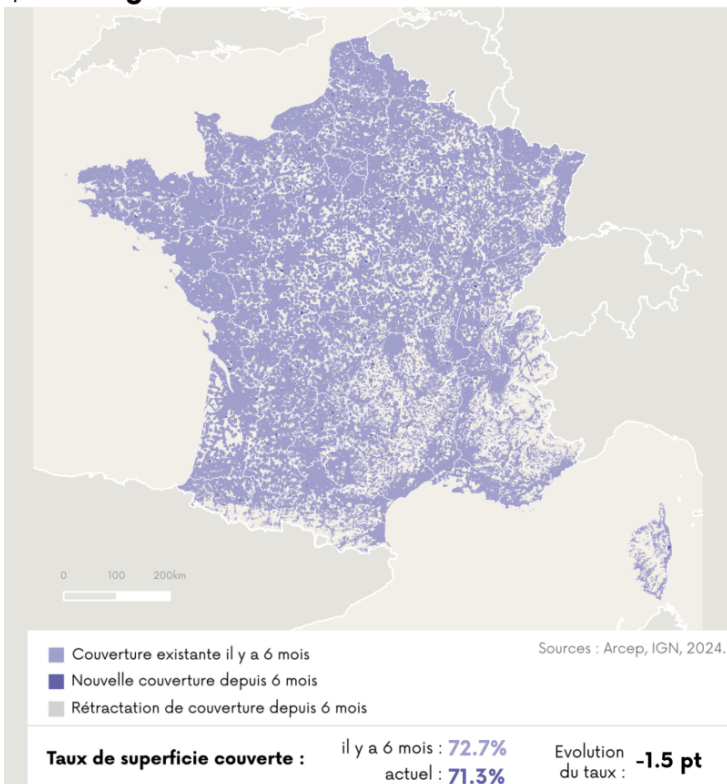 0 100 200km
Couverture existante il y a 6 mois
Sources : Arcep, IGN, 2024.
Nouvelle couverture depuis 6 mois
Rétractation de couverture depuis 6 mois
Taux de superficie couverte :
il y a 6 mois : 72.7%
actuel : 71.3%
Evolution
du taux :
-1.5 pt